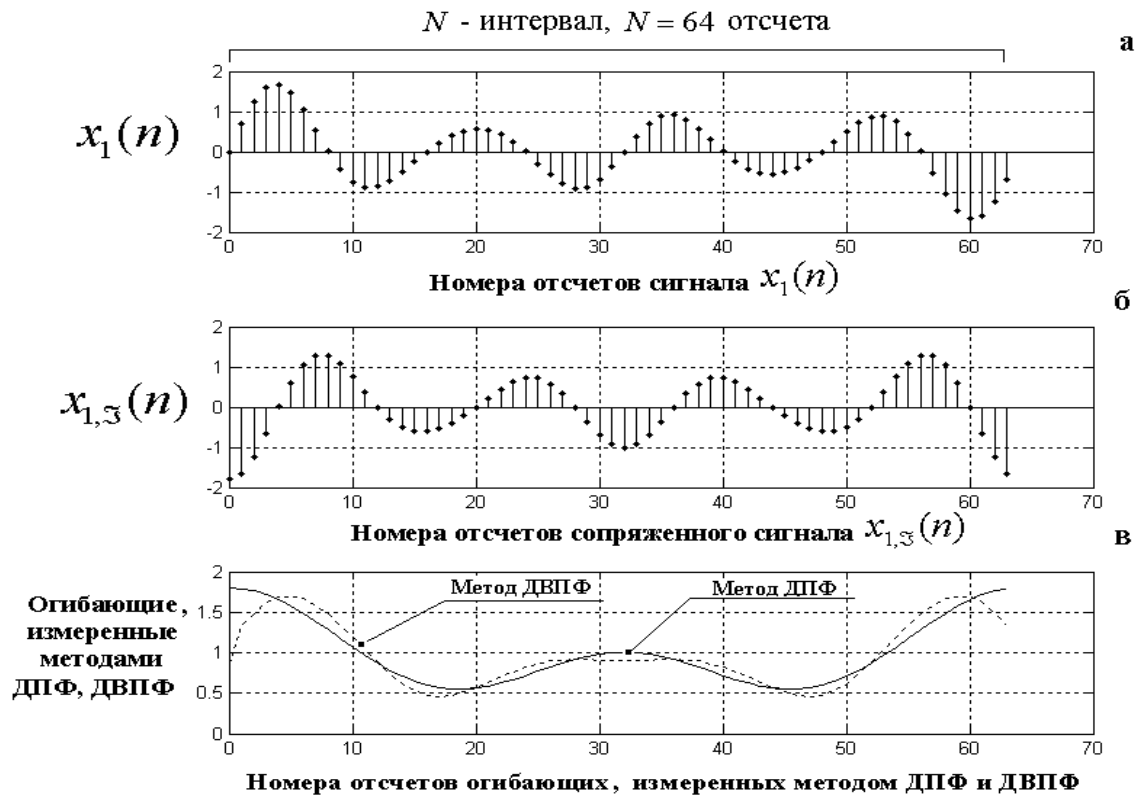 N - интервал, N = 64 отсчета
а
x₁(n)
2
1
0
-1
-2
0 10 20 30 40 50 60 70
Номера отсчетов сигнала x₁(n)
б
x₁,ℑ(n)
2
1
0
-1
-2
0 10 20 30 40 50 60 70
Номера отсчетов сопряженного сигнала x₁,ℑ(n)
в
Огибающие,
измеренные
методами
ДПФ, ДВПФ
2
1.5
1
0.5
0
Метод ДВПФ
Метод ДПФ
0 10 20 30 40 50 60 70
Номера отсчетов огибающих, измеренных методом ДПФ и ДВПФ